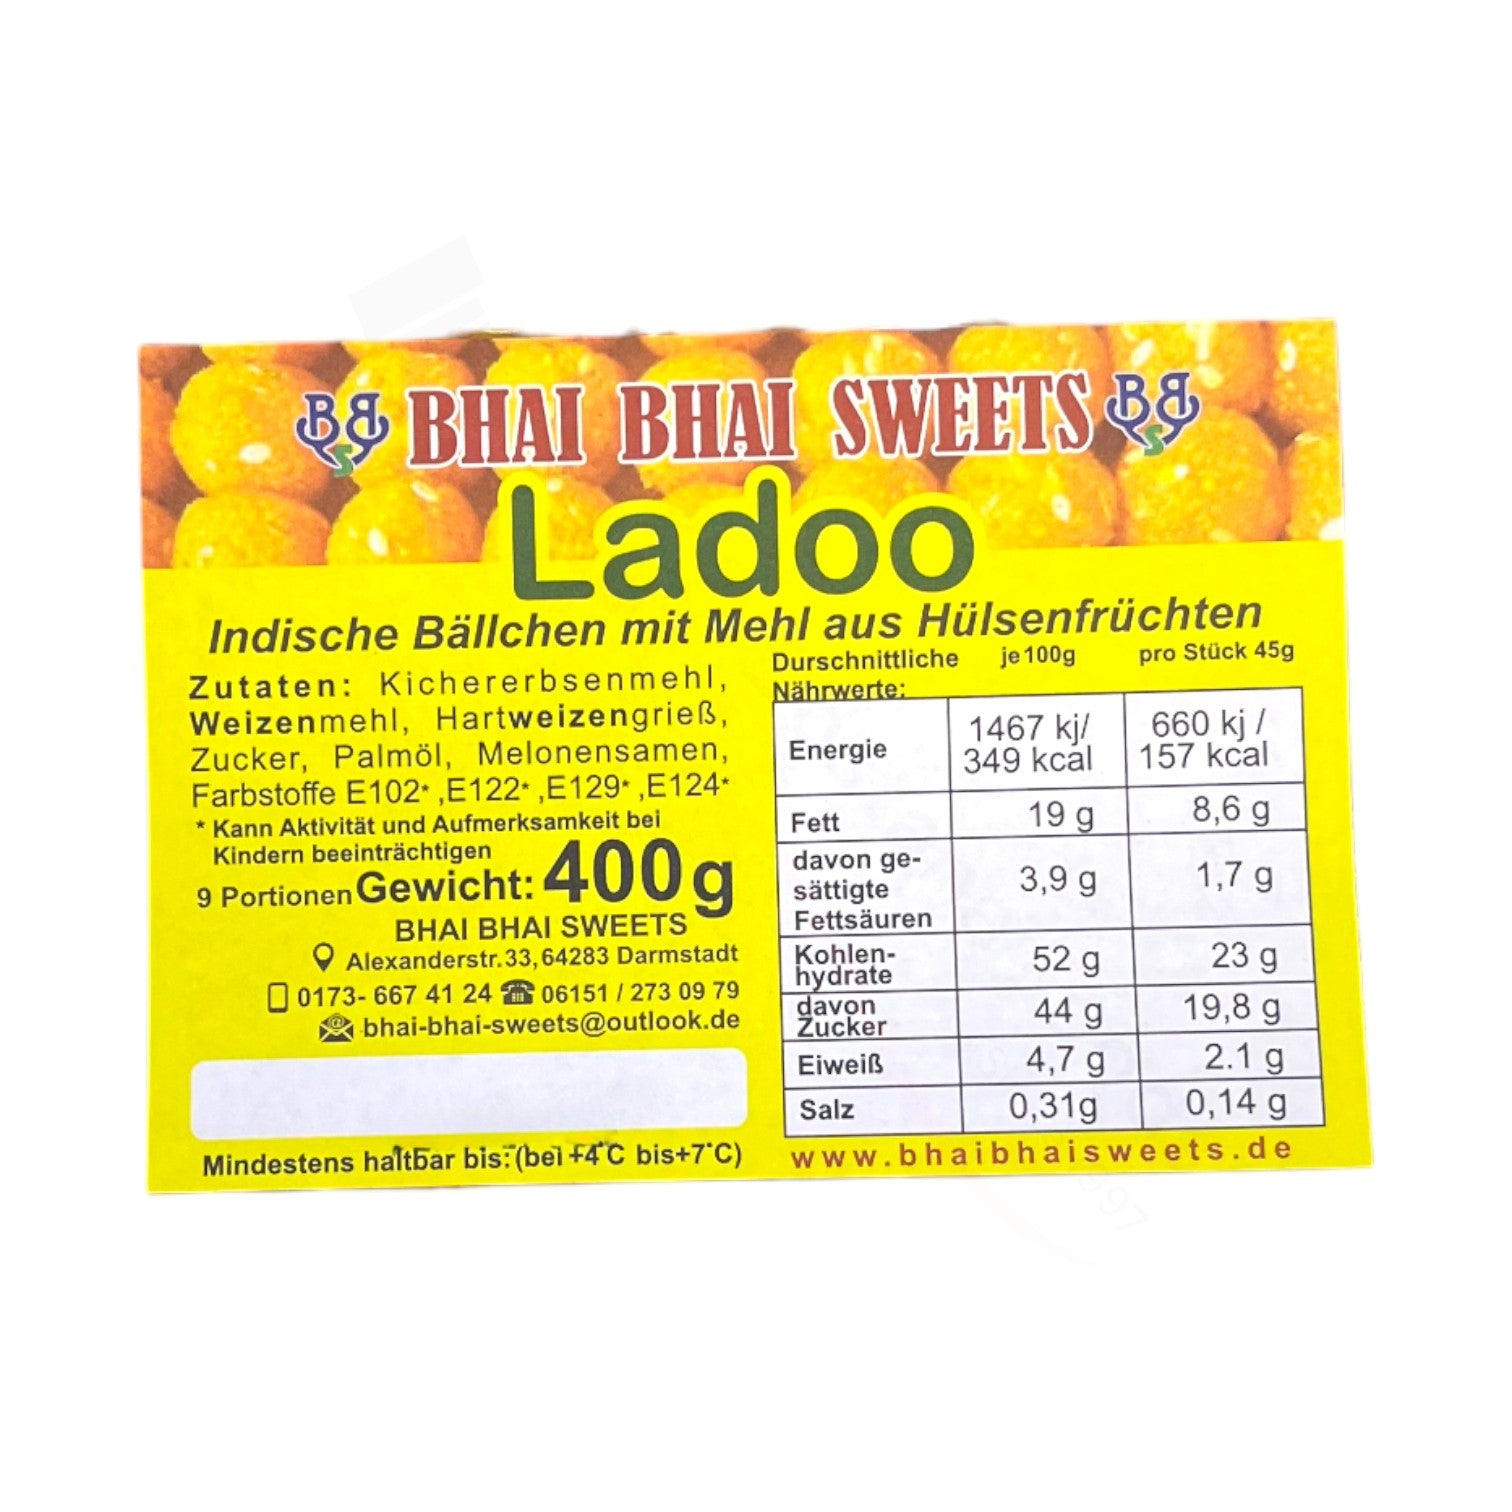 BBS BHAI BHAI SWEETS BBS
Ladoo
Indische Bällchen mit Mehl aus Hülsenfrüchten
Zutaten: Kichererbsenmehl,
Weizenmehl, Hartweizengrieß,
Zucker, Palmöl, Melonensamen,
Farbstoffe E102* ,E122* ,E129* ,E124*
* Kann Aktivität und Aufmerksamkeit bei
Kindern beeinträchtigen
9 Portionen Gewicht: 400g
BHAI BHAI SWEETS
Alexanderstr.33, 64283 Darmstadt
0173- 667 41 24 06151 / 273 09 79
bhai-bhai-sweets@outlook.de
Mindestens haltbar bis: (bei +4°C bis+7°C)
Durschnittliche je100g pro Stück 45g
Nährwerte:
Energie 1467 kj/ 660 kj /
349 kcal 157 kcal
Fett 19 g 8,6 g
davon ge-
sättigte 3,9 g 1,7 g
Fettsäuren
Kohlen- 52 g 23 g
hydrate
davon 44 g 19,8 g
Zucker
Eiweiß 4,7 g 2.1 g
Salz 0,31g 0,14 g
www.bhaibhaisweets.de